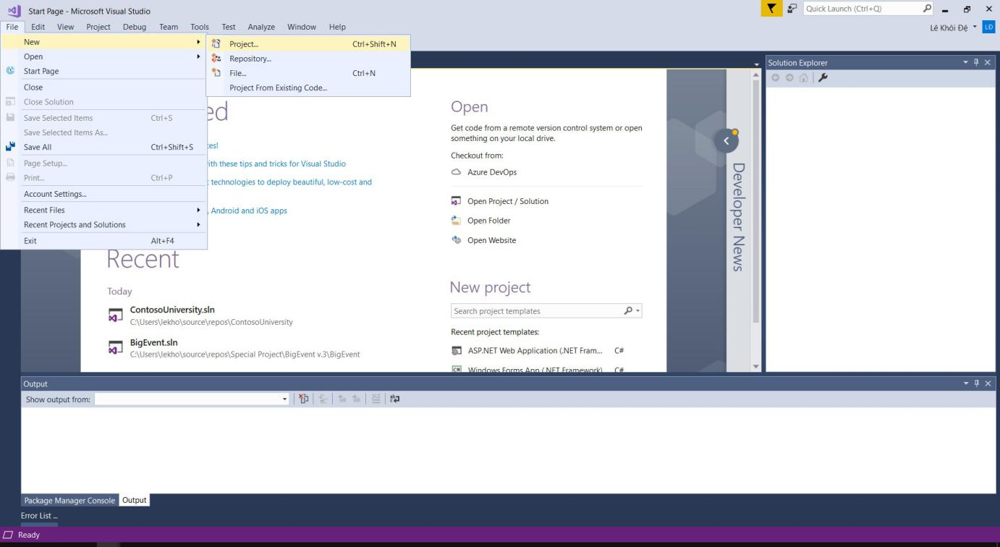 Start Page - Microsoft Visual Studio
Quick Launch (Ctrl+Q)
File Edit View Project Debug Team Tools Test Analyze Window Help
Lê Khôi Đệ LĐ
New
Open
Start Page
Close
Close Solution
Save Selected Items Ctrl+S
Save Selected Items As...
Save All Ctrl+Shift+S
Page Setup...
Print... Ctrl+P
Account Settings...
Recent Files
Recent Projects and Solutions
Exit Alt+F4
Project... Ctrl+Shift+N
Repository...
File... Ctrl+N
Project From Existing Code...
ed
ces!
with these tips and tricks for Visual Studio
t technologies to deploy beautiful, low-cost and
, Android and iOS apps
Recent
Today
ContosoUniversity.sln
C:\Users\lekho\source\repos\ContosoUniversity
BigEvent.sln
C:\Users\lekho\source\repos\Special Project\BigEvent v.3\BigEvent
Open
Get code from a remote version control system or open
something on your local drive.
Checkout from:
Azure DevOps
Open Project / Solution
Open Folder
Open Website
New project
Search project templates
Recent project templates:
ASP.NET Web Application (.NET Fram... C#
Windows Forms App (.NET Framework) C#
Developer News
Solution Explorer
Output
Show output from:
Package Manager Console Output
Error List ...
Ready